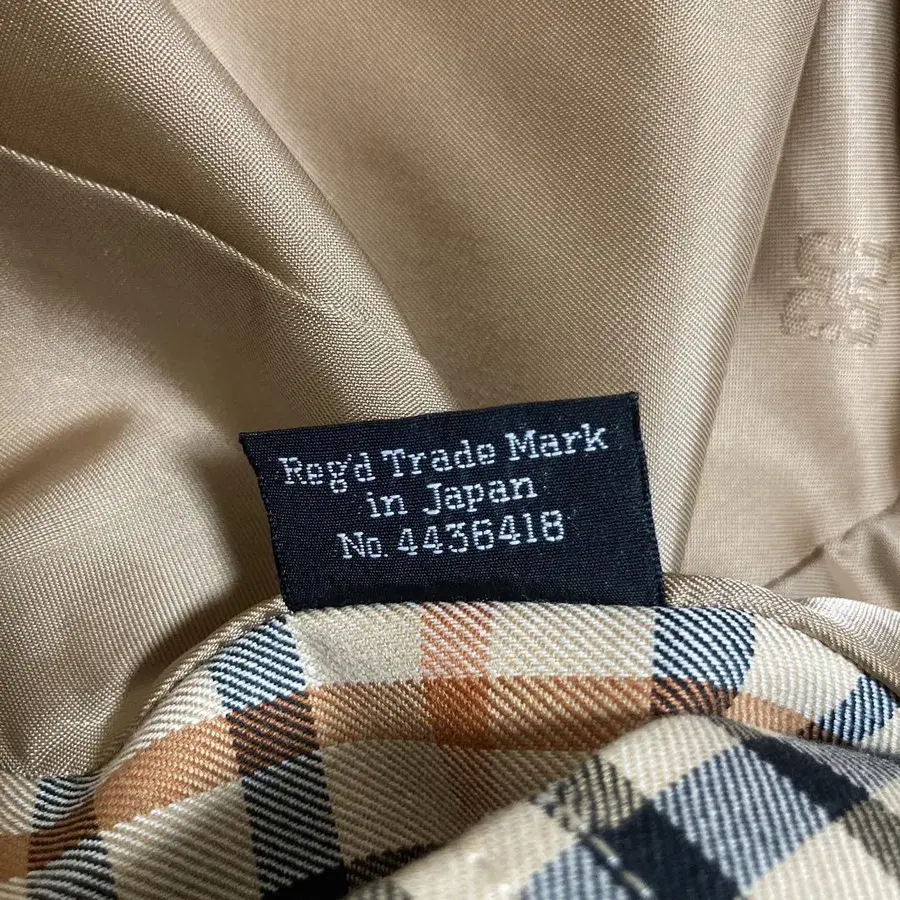 Reg'd Trade Mark
in Japan
No. 4436418